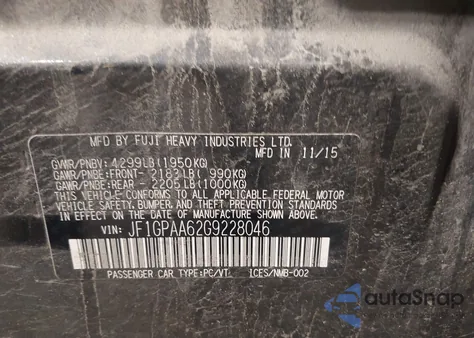 MFD BY FUJI HEAVY INDUSTRIES LTD.
MFD IN 11/15
GVWR/PNBV: 4299LB(1950KG)
GAWR/PNBE:FRONT- 2183LB( 990KG)
GAWR/PNBE:REAR - 2205LB(1000KG)
THIS VEHICLE CONFORMS TO ALL APPLICABLE FEDERAL MOTOR
VEHICLE SAFETY, BUMPER, AND THEFT PREVENTION STANDARDS
IN EFFECT ON THE DATE OF MANUFACTURE SHOWN ABOVE.
VIN: JF1GPAA62G9228046
PASSENGER CAR TYPE:PC/VT: ICES/NMB-002
autoSnap